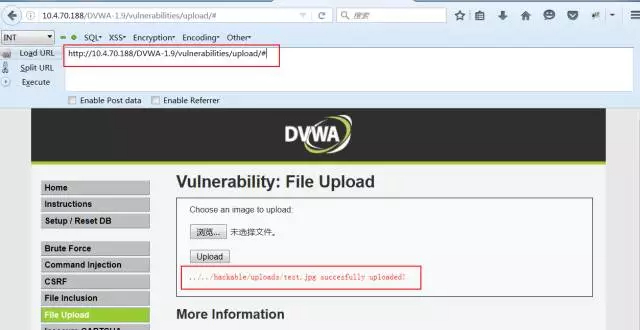 10.4.70.188/DVWA-1.9/vulnerabilities/upload/#
搜索
INT
SQL- XSS- Encryption- Encoding- Other-
Load URL
http://10.4.70.188/DVWA-1.9/vulnerabilities/upload/#
Split URL
Execute
Enable Post data Enable Referrer
DVWA
Home
Instructions
Setup / Reset DB
Brute Force
Command Injection
CSRF
File Inclusion
File Upload
Vulnerability: File Upload
Choose an image to upload:
浏览... 未选择文件。
Upload
../../hackable/uploads/test.jpg succesfully uploaded!
More Information